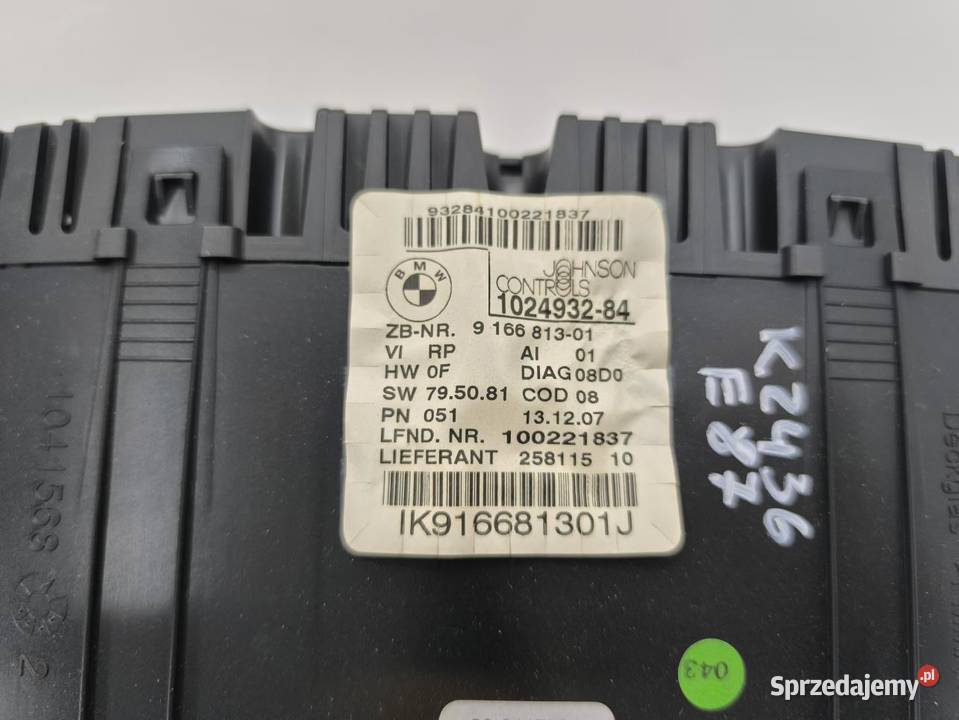 93284100221837
BMW
JOHNSON
CONTROLS
1024932-84
ZB-NR. 9 166 813-01
VI RP AI 01
HW 0F DIAG 08D0
SW 79.50.81 COD 08
PN 051 13.12.07
LFND. NR. 100221837
LIEFERANT 258115 10
IK916681301J
K2436
E87
1041568
2
043
Sprzedajemy.pl